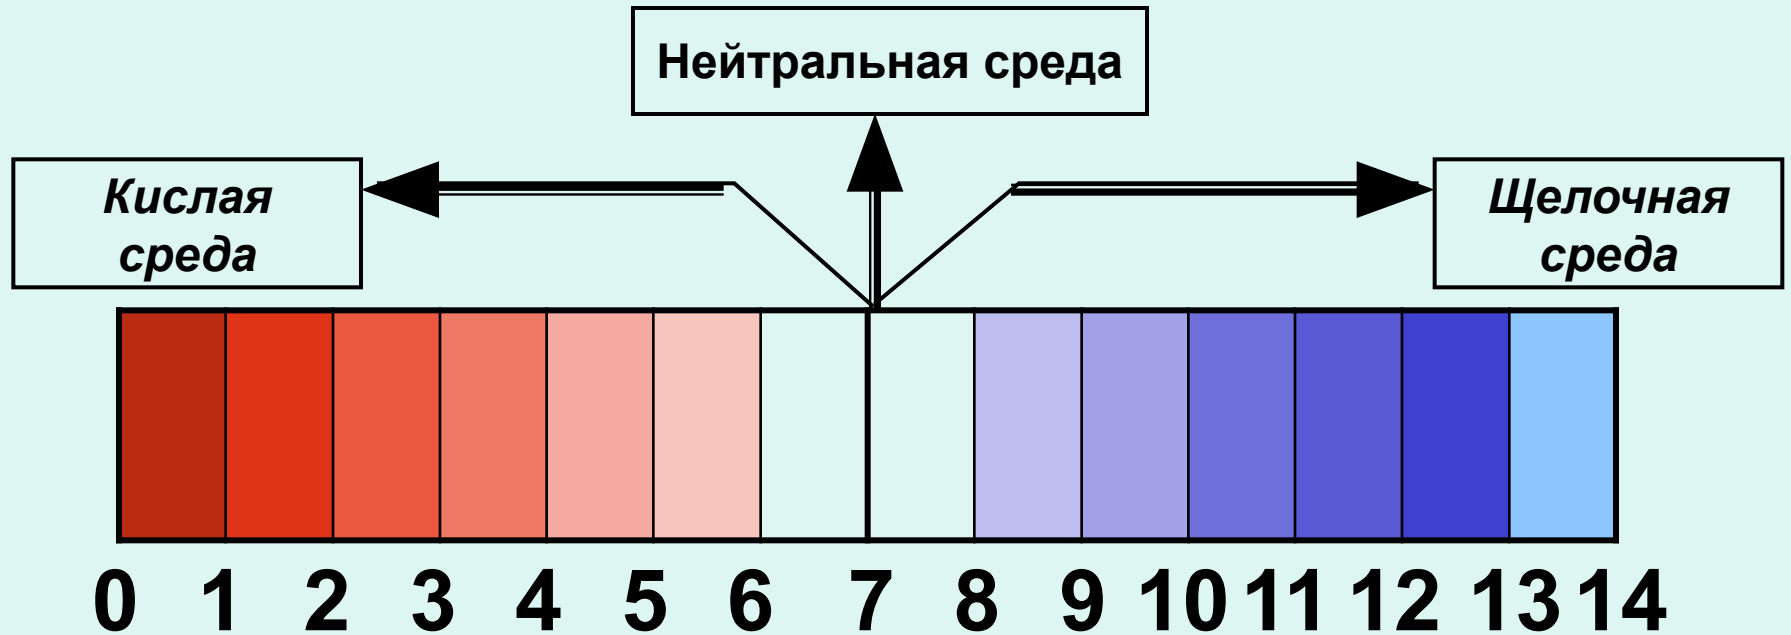 Нейтральная среда
Кислая
среда
Щелочная
среда
0 1 2 3 4 5 6 7 8 9 10 11 12 13 14